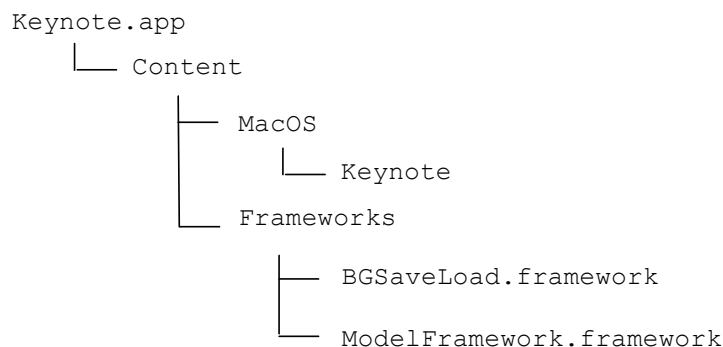 Keynote.app
Content
MacOS
Keynote
Frameworks
BGSaveLoad.framework
ModelFramework.framework